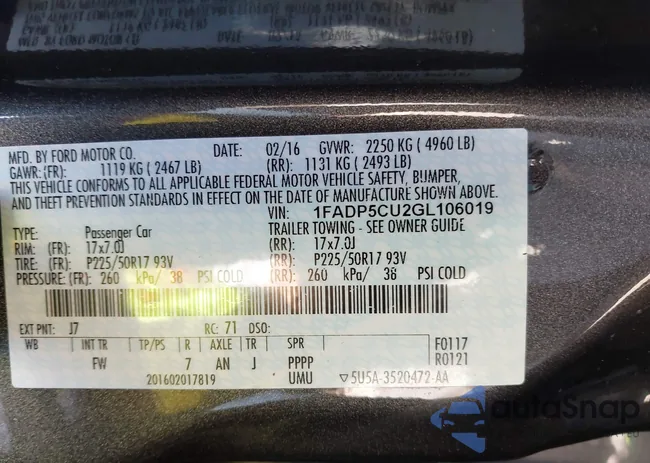 MFD. BY FORD MOTOR CO. DATE: 02/16 GVWR: 2250 KG ( 4960 LB)
GAWR: (FR): 1119 KG ( 2467 LB) (RR): 1131 KG ( 2493 LB)
THIS VEHICLE CONFORMS TO ALL APPLICABLE FEDERAL MOTOR VEHICLE SAFETY, BUMPER,
AND THEFT PREVENTION STANDARDS IN EFFECT ON THE DATE OF MANUFACTURE SHOWN ABOVE.
VIN: 1FADP5CU2GL106019
TYPE: Passenger Car TRAILER TOWING - SEE OWNER GUIDE
RIM: (FR): 17x7.0J (RR): 17x7.0J
TIRE: (FR): P225/50R17 93V (RR): P225/50R17 93V
PRESSURE: (FR): 260 kPa/ 38 PSI COLD (RR): 260 kPa/ 38 PSI COLD
EXT PNT: J7 RC: 71 DSO: F0117
WB INT TR TP/PS R AXLE TR SPR R0121
FW 7 AN J PPPP
201602017819 UMU ▽5U5A-3520472-AA
autoSnap